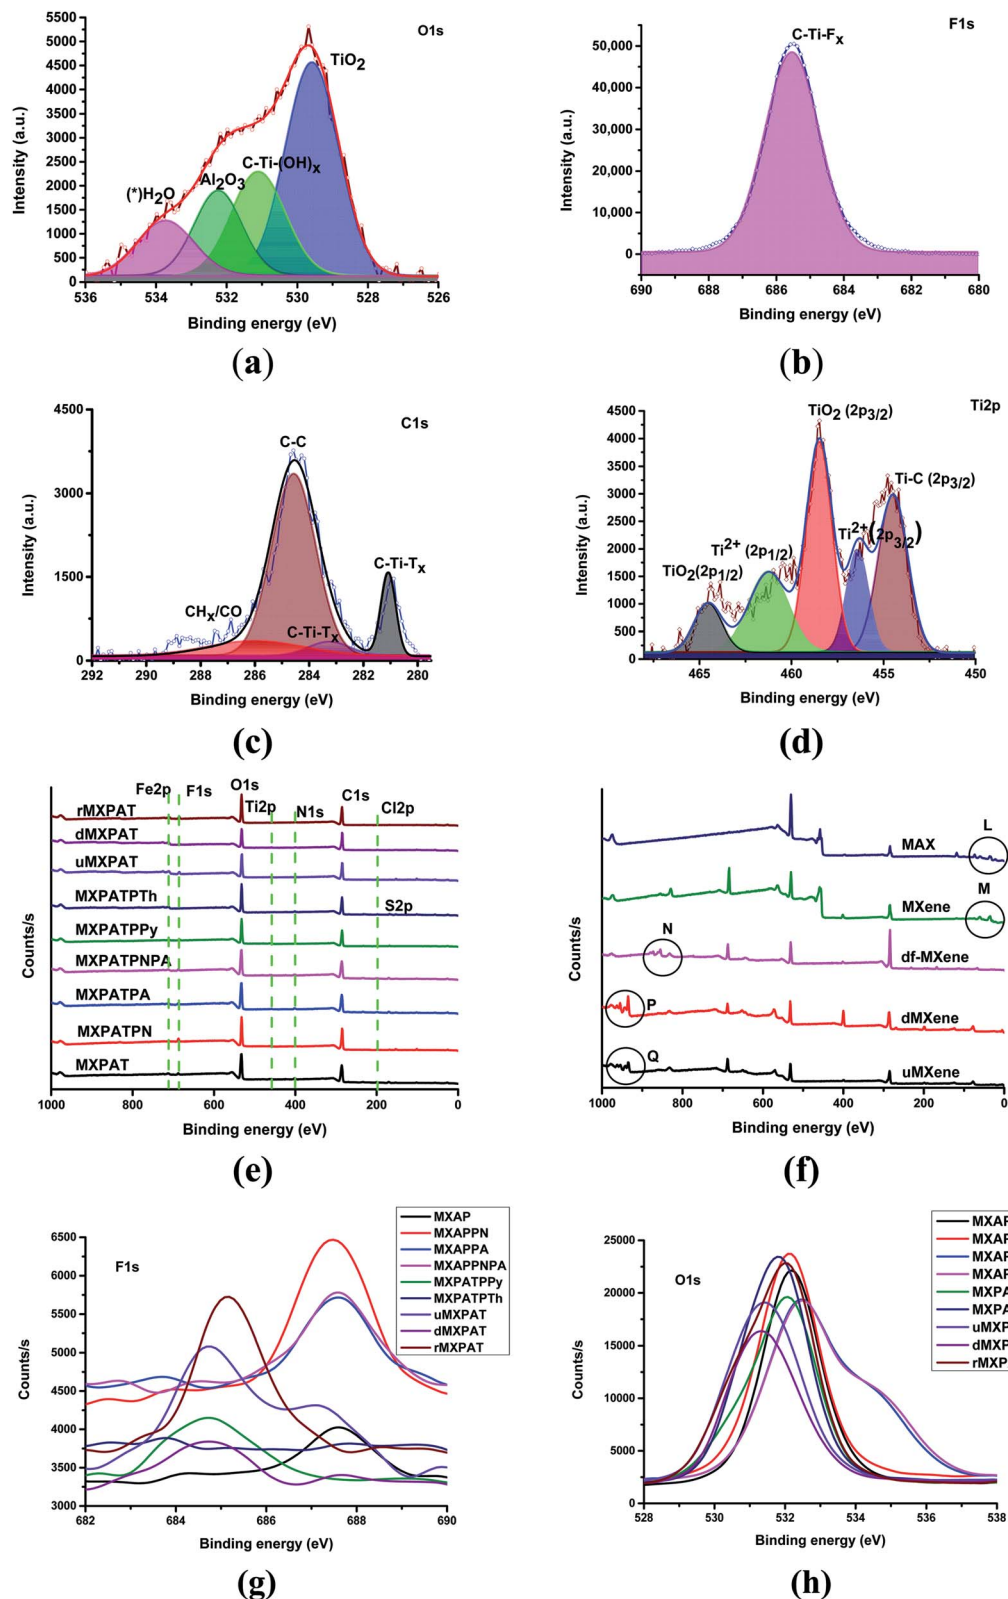 O1s
5500
5000
4500
4000
3500
3000
2500
2000
1500
1000
500
0
Intensity (a.u.)
TiO2
C-Ti-(OH)x
Al2O3
(*)H2O
536 534 532 530 528 526
Binding energy (eV)
(a)
F1s
C-Ti-Fx
50,000
40,000
30,000
20,000
10,000
0
Intensity (a.u.)
690 688 686 684 682 680
Binding energy (eV)
(b)
C1s
4500
3000
1500
0
Intensity (a.u.)
C-C
C-Ti-Tx
CHx/CO
C-Ti-Tx
292 290 288 286 284 282 280
Binding energy (eV)
(c)
Ti2p
4500
4000
3500
3000
2500
2000
1500
1000
500
0
Intensity (a.u.)
TiO2 (2p3/2)
Ti-C (2p3/2)
Ti2+(2p3/2)
Ti2+ (2p1/2)
TiO2(2p1/2)
465 460 455 450
Binding energy (eV)
(d)
Fe2p F1s O1s Ti2p N1s C1s Cl2p
rMXPAT
dMXPAT
uMXPAT
MXPATPTh
S2p
MXPATPPy
MXPATPNPA
MXPATPA
MXPATPN
MXPAT
Counts/s
1000 800 600 400 200 0
Binding energy (eV)
(e)
L
MAX
M
MXene
N
df-MXene
P
dMXene
Q
uMXene
Counts/s
1000 800 600 400 200 0
Binding energy (eV)
(f)
F1s
MXAP
MXAPPN
MXAPPA
MXAPPNPA
MXPATPPy
MXPATPTh
uMXPAT
dMXPAT
rMXPAT
6500
6000
5500
5000
4500
4000
3500
3000
Counts/s
682 684 686 688 690
Binding energy (eV)
(g)
O1s
MXAP
MXAP
MXAP
MXAP
MXPA
MXPA
uMXP
dMXP
rMXP
25000
20000
15000
10000
5000
0
Counts/s
528 530 532 534 536 538
Binding energy (eV)
(h)